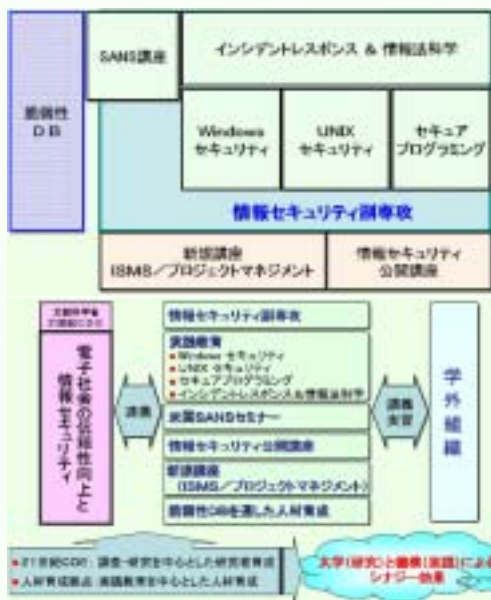 SANS講座
インシデントレスポンス & 情報法科学
脆弱性
DB
Windows
セキュリティ
UNIX
セキュリティ
セキュア
プログラミング
情報セキュリティ副専攻
新規講座
ISMS/プロジェクトマネジメント
情報セキュリティ
公開講座
電子社会の信頼性向上と
情報セキュリティ
講義
情報セキュリティ副専攻
実践教育
Windows セキュリティ
UNIX セキュリティ
セキュアプログラミング
インシデントレスポンス&情報法科学
米国SANSセミナー
情報セキュリティ公開講座
新規講座
(ISMS/プロジェクトマネジメント)
脆弱性DBを通した人材育成
講義
実習
学外組織
21世紀COE:調査・研究を中心とした研究者育成
人材育成拠点:実践教育を中心とした人材育成
大学(研究)と機構(実践)による
シナジー効果